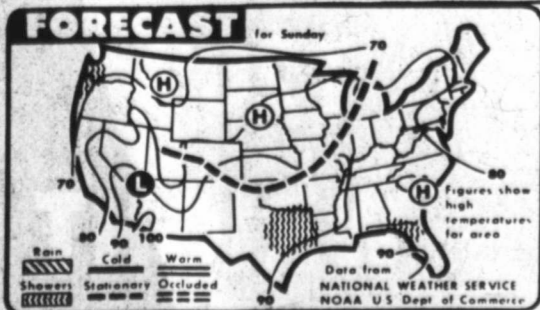 FORECAST
for Sunday
70
H
H
70
L
80
90
100
80
H
Figures show
high
temperatures
for area
90
90
Rain
Cold
Warm
Showers
Stationary
Occluded
Data from
NATIONAL WEATHER SERVICE
NOAA U S Dept of Commerce